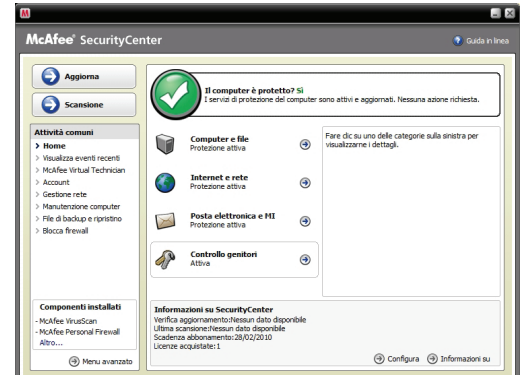 McAfee® SecurityCenter
Guida in linea
Aggiorna
Scansione
Attività comuni
Home
Visualizza eventi recenti
McAfee Virtual Technician
Account
Gestione rete
Manutenzione computer
File di backup e ripristino
Blocca firewall
Componenti installati
- McAfee VirusScan
- McAfee Personal Firewall
Altro...
Menu avanzato
Il computer è protetto? Sì
I servizi di protezione del computer sono attivi e aggiornati. Nessuna azione richiesta.
Computer e file
Protezione attiva
Internet e rete
Protezione attiva
Posta elettronica e MI
Protezione attiva
Controllo genitori
Attiva
Fare clic su uno delle categorie sulla sinistra per
visualizzarne i dettagli.
Informazioni su SecurityCenter
Verifica aggiornamento:Nessun dato disponibile
Ultima scansione:Nessun dato disponibile
Scadenza abbonamento:28/02/2010
Licenze acquistate:1
Configura
Informazioni su